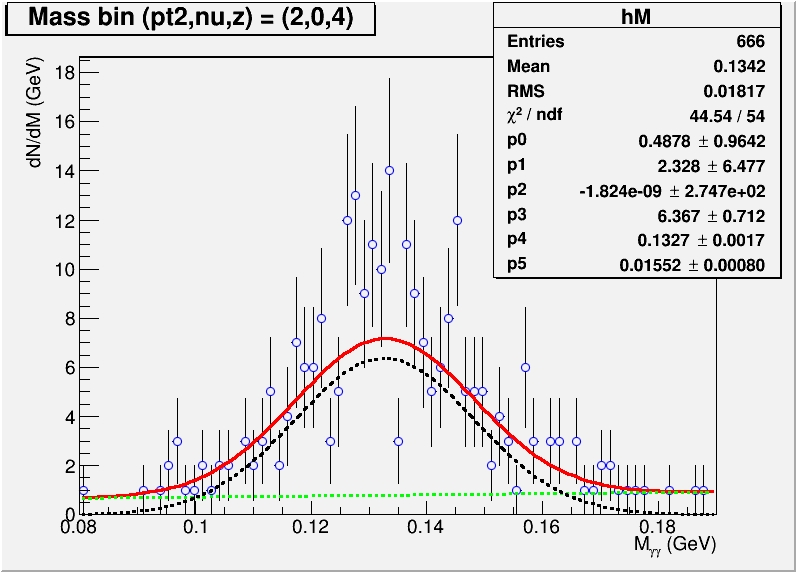 Mass bin (pt2,nu,z) = (2,0,4)
hM
Entries 666
Mean 0.1342
RMS 0.01817
χ² / ndf 44.54 / 54
p0 0.4878 ± 0.9642
p1 2.328 ± 6.477
p2 -1.824e-09 ± 2.747e+02
p3 6.367 ± 0.712
p4 0.1327 ± 0.0017
p5 0.01552 ± 0.00080
dN/dM (GeV)
18
16
14
12
10
8
6
4
2
0
0.08 0.1 0.12 0.14 0.16 0.18
Mγγ (GeV)